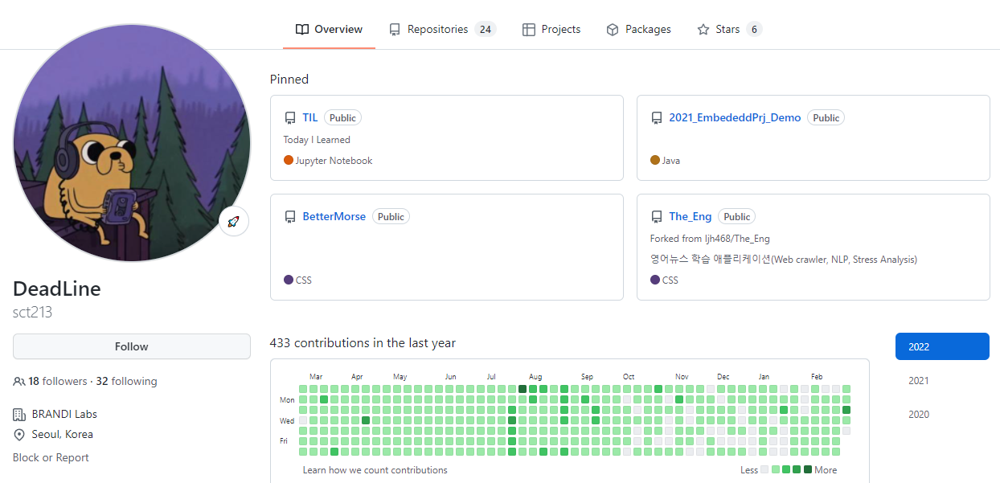 Overview
Repositories 24
Projects
Packages
Stars 6
DeadLine
sct213
Follow
18 followers · 32 following
BRANDI Labs
Seoul, Korea
Block or Report
Pinned
TIL Public
Today I Learned
Jupyter Notebook
2021_EmbededdPrj_Demo Public
Java
BetterMorse Public
CSS
The_Eng Public
Forked from ljh468/The_Eng
영어뉴스 학습 애플리케이션(Web crawler, NLP, Stress Analysis)
CSS
433 contributions in the last year
Mar Apr May Jun Jul Aug Sep Oct Nov Dec Jan Feb
Mon
Wed
Fri
Learn how we count contributions
Less More
2022
2021
2020